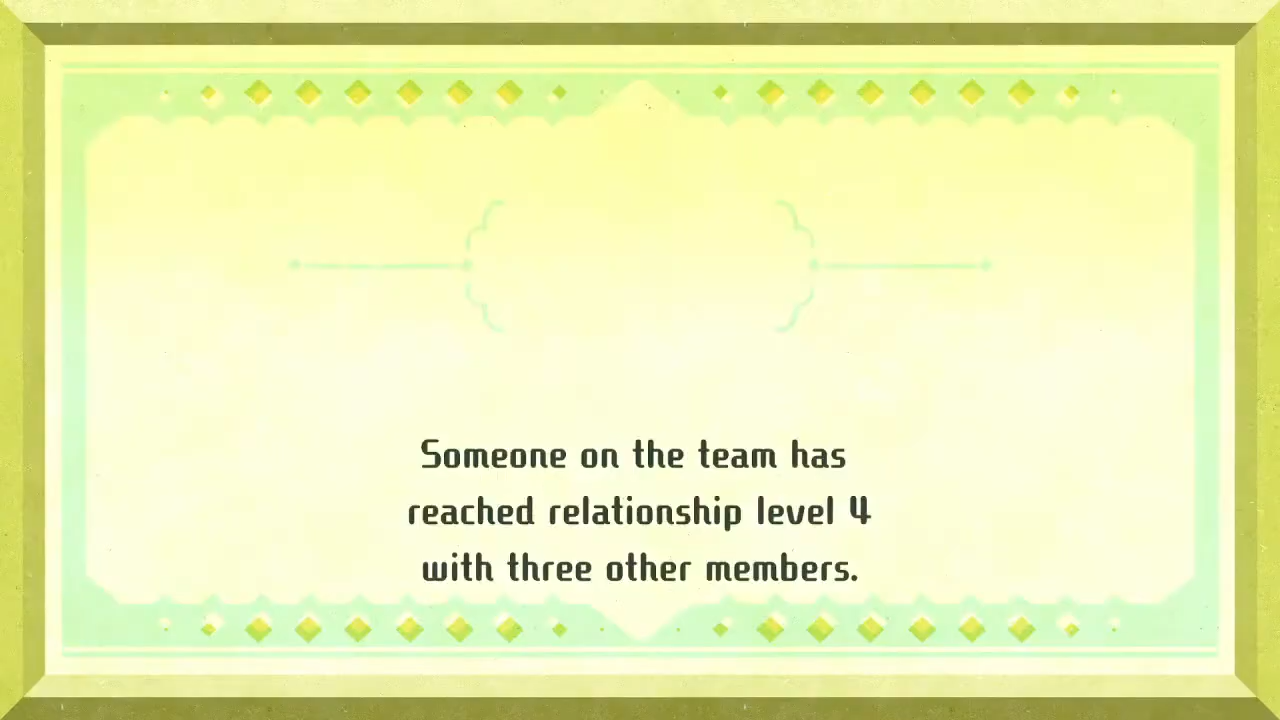 Someone on the team has
reached relationship level 4
with three other members.